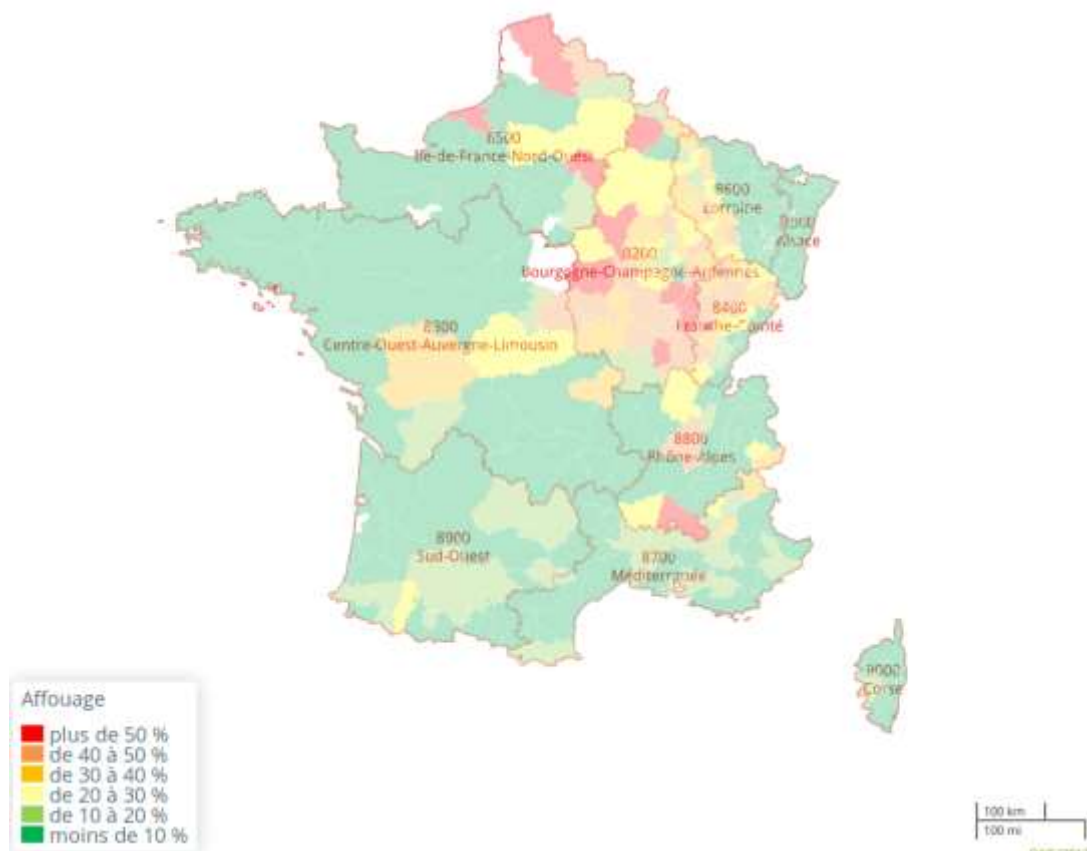 6500
Ile-de-France-Nord-Ouest
8600
Lorraine
Alsace
Bourgogne-Champagne-Ardennes
8400
Franche-Comté
8300
Centre-Ouest-Auvergne-Limousin
8800
Rhône-Alpes
8900
Sud-Ouest
8700
Méditerranée
9000
Corse
Affouage
plus de 50 %
de 40 à 50 %
de 30 à 40 %
de 20 à 30 %
de 10 à 20 %
moins de 10 %
100 km
100 mi